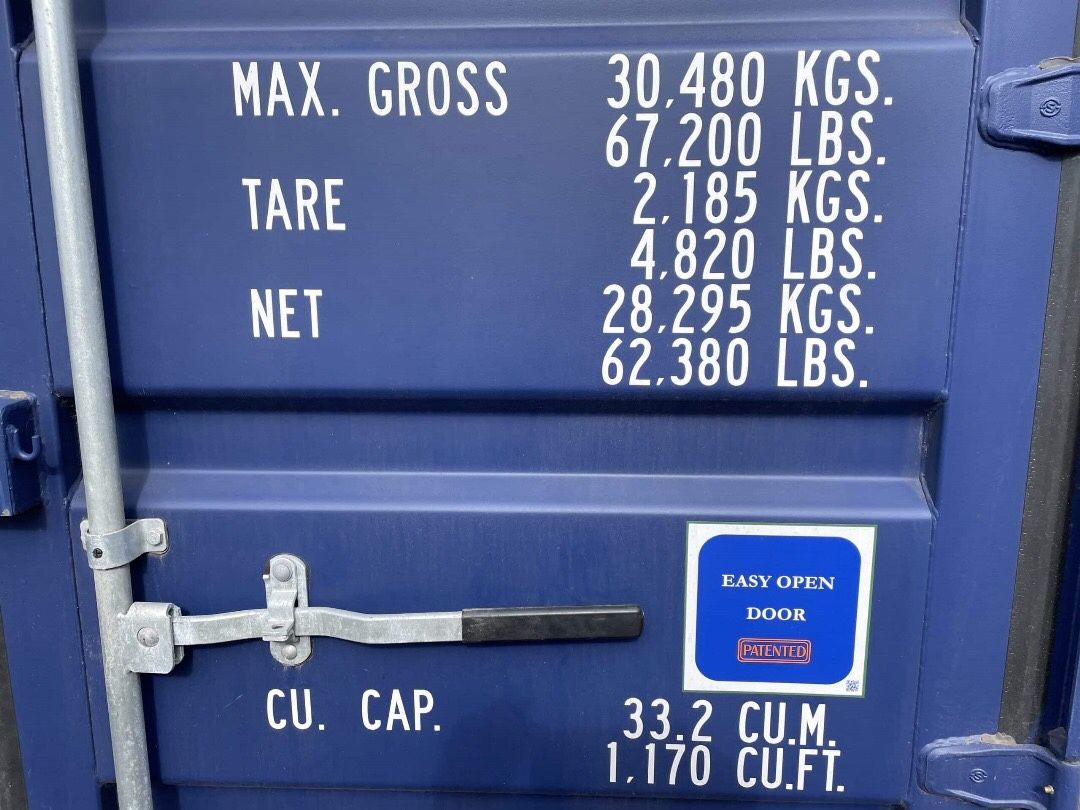 MAX. GROSS 30,480 KGS.
67,200 LBS.
TARE 2,185 KGS.
4,820 LBS.
NET 28,295 KGS.
62,380 LBS.
EASY OPEN
DOOR
PATENTED
CU. CAP. 33.2 CU.M.
1,170 CU.FT.